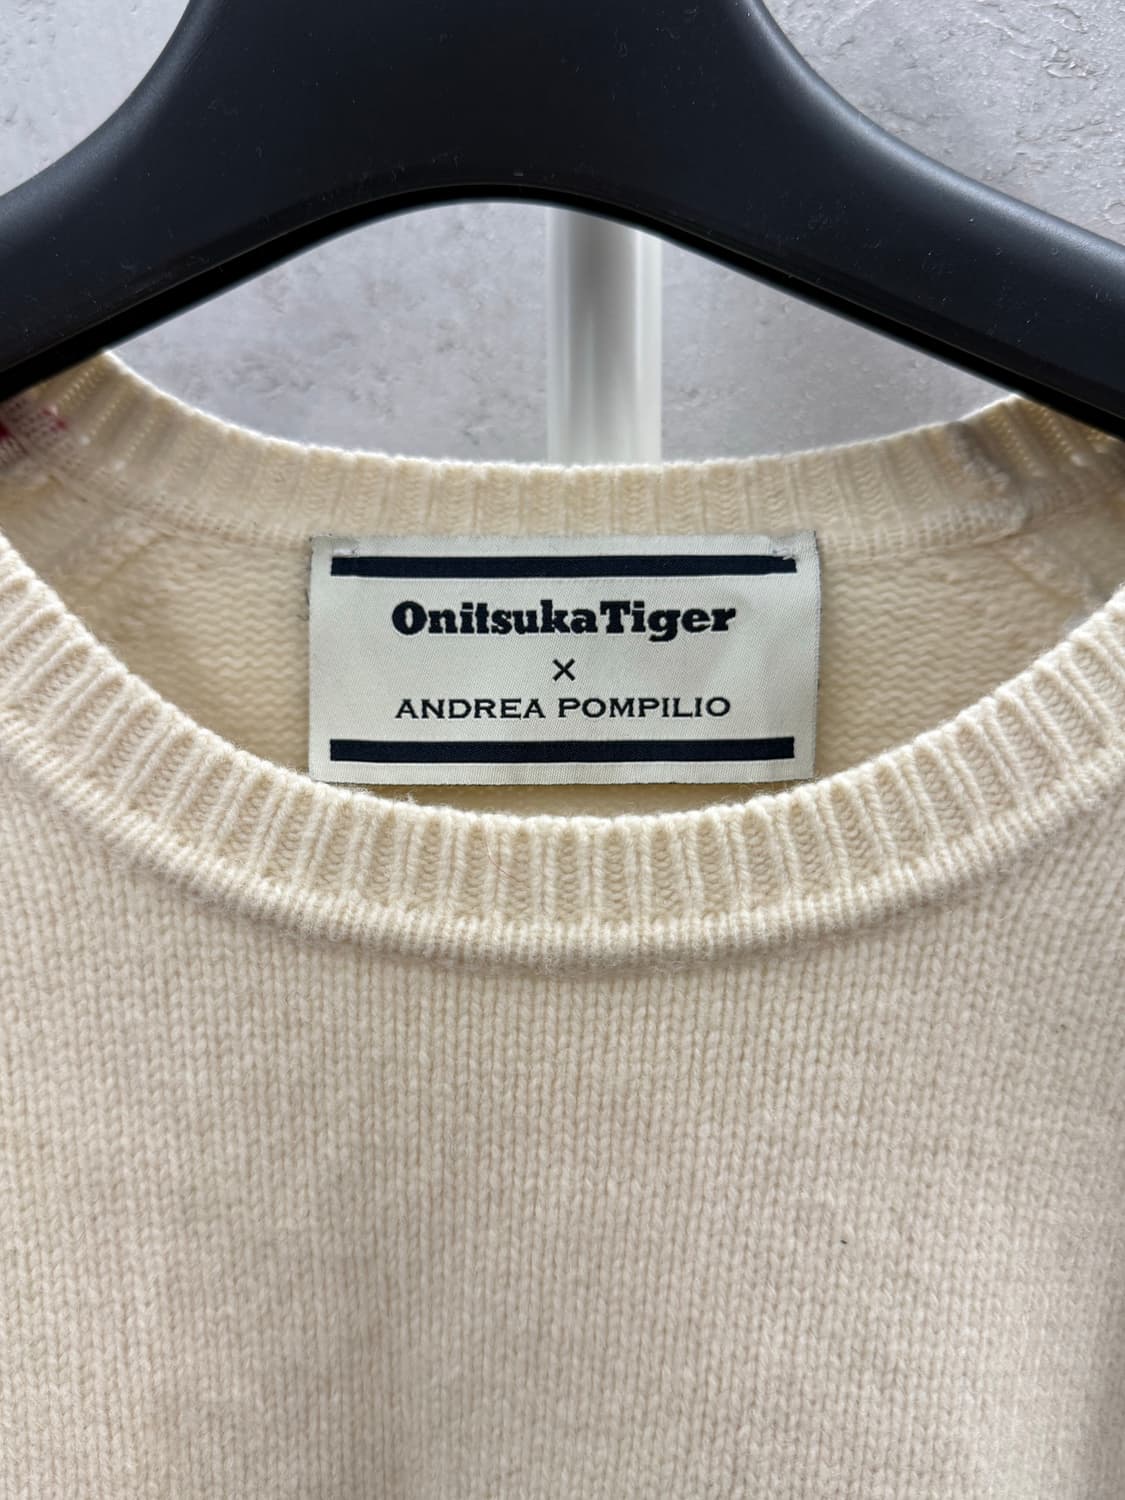 OnitsukaTiger
×
ANDREA POMPILIO